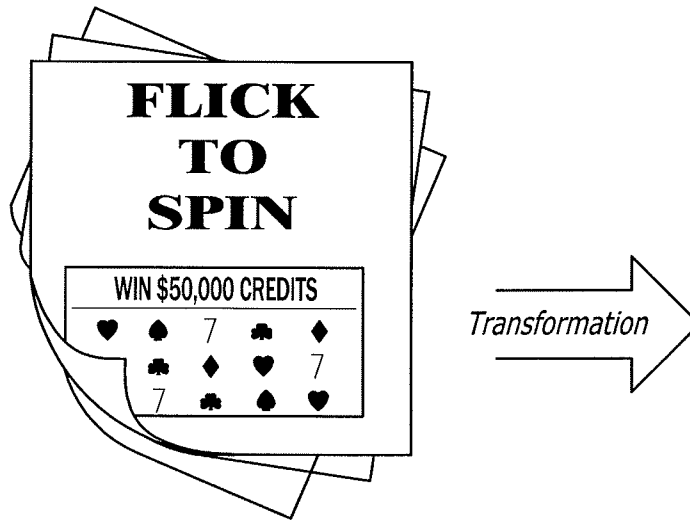 FLICK
TO
SPIN
WIN $50,000 CREDITS
♥ ♠ 7 ♣ ♦
♣ ♦ ♥ 7
7 ♣ ♠ ♥
Transformation